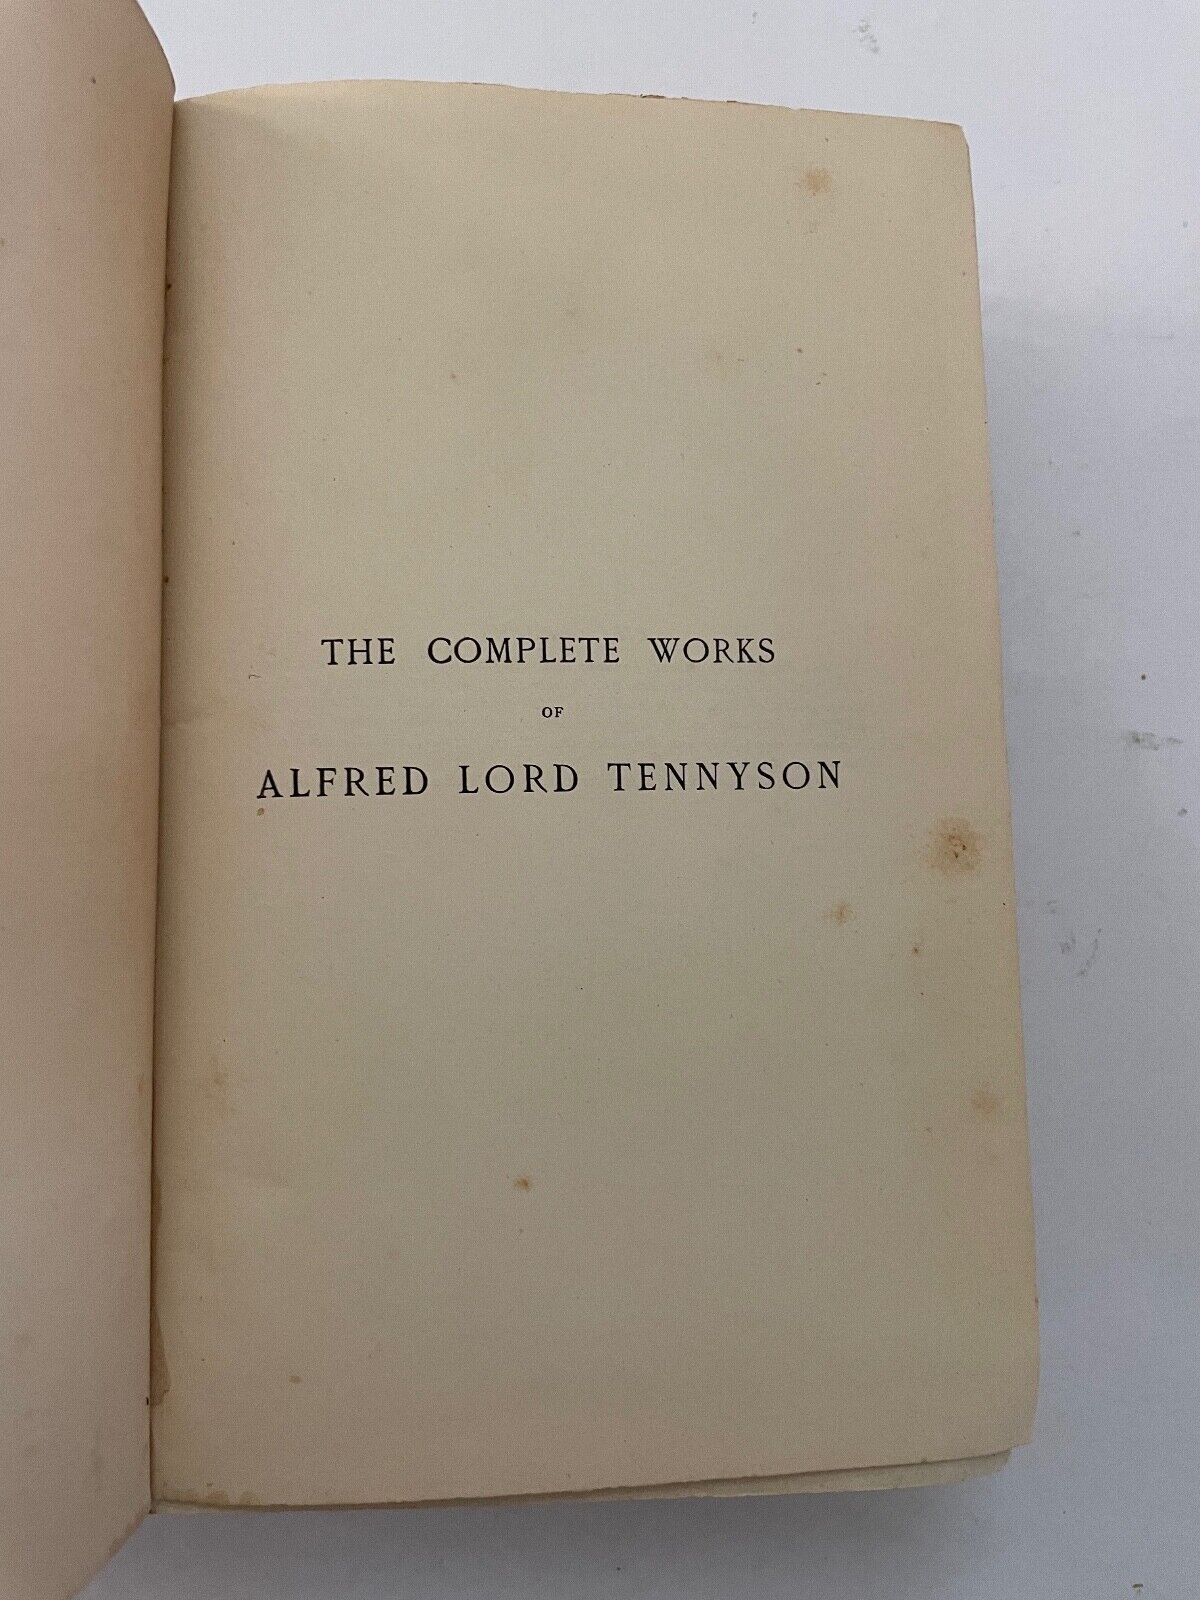 THE COMPLETE WORKS
OF
ALFRED LORD TENNYSON